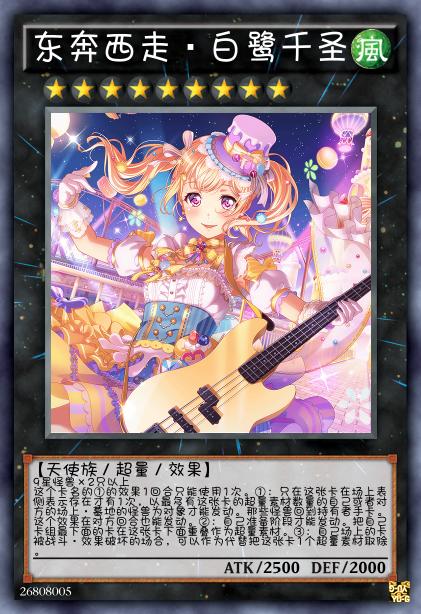 东奔西走·白鹭千圣
風
【天使族/超量/效果】
9星怪兽×2只以上
这个卡名的①的效果1回合只能使用1次。①:只在这张卡在场上表
侧表示存在才有1次,以最多有这张卡的超量素材数量的自己或者对
方的场上·墓地的怪兽为对象才能发动。那些怪兽回到持有者手卡。
这个效果在对方回合也能发动。②:自己准备阶段才能发动。把自己
卡组最下面的卡在这张卡下面重叠作为超量素材。③:自己场上的卡
被战斗·效果破坏的场合,可以作为代替把这张卡1个超量素材取除
。
ATK/2500 DEF/2000
26808005